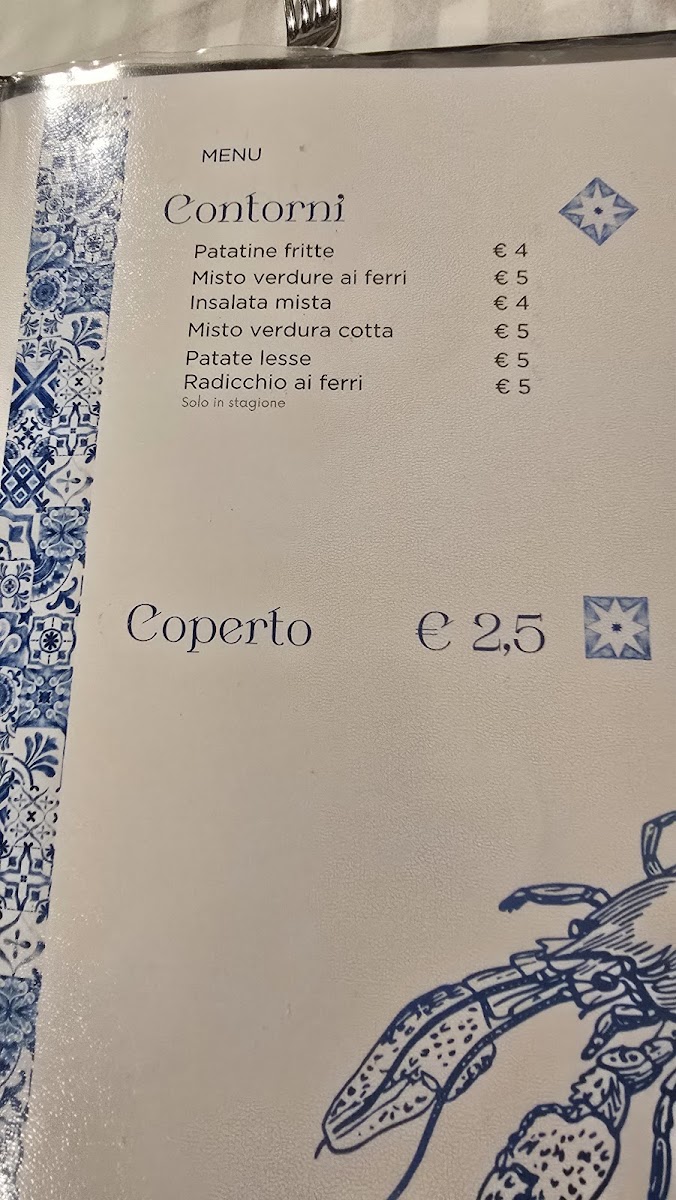 MENU
Contorni
Patatine fritte € 4
Misto verdure ai ferri € 5
Insalata mista € 4
Misto verdura cotta € 5
Patate lesse € 5
Radicchio ai ferri € 5
Solo in stagione
Coperto € 2,5